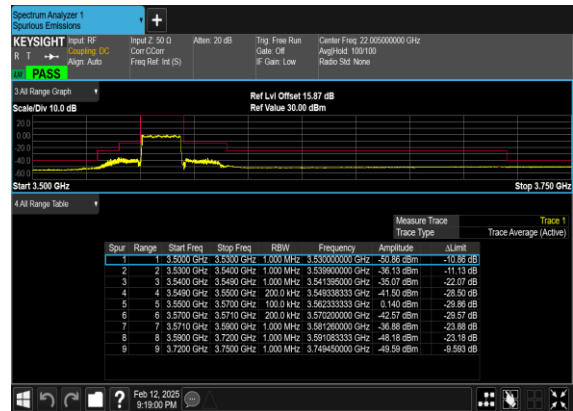 Spectrum Analyzer 1
Spurious Emissions
KEYSIGHT Input: RF Input Z: 50 Ω Atten: 20 dB Trig: Free Run Center Freq: 22.005000000 GHz
R T Coupling: DC Corr CCorr Gate: Off Avg|Hold: 100/100
Align: Auto Freq Ref: Int (S) IF Gain: Low Radio Std: None
PASS
3 All Range Graph
Ref Lvl Offset 15.87 dB
Scale/Div 10.0 dB Ref Value 30.00 dBm
20.0
0.00
-20.0
-40.0
-60.0
Start 3.500 GHz Stop 3.750 GHz
4 All Range Table
Measure Trace Trace 1
Trace Type Trace Average (Active)
Spur Range Start Freq Stop Freq RBW Frequency Amplitude ΔLimit
1 1 3.5000 GHz 3.5300 GHz 1.000 MHz 3.530000000 GHz -50.86 dBm -10.86 dB
2 2 3.5300 GHz 3.5400 GHz 1.000 MHz 3.539900000 GHz -36.13 dBm -11.13 dB
3 3 3.5400 GHz 3.5490 GHz 1.000 MHz 3.541395000 GHz -35.07 dBm -22.07 dB
4 4 3.5490 GHz 3.5500 GHz 200.0 kHz 3.549338333 GHz -41.50 dBm -28.50 dB
5 5 3.5500 GHz 3.5700 GHz 100.0 kHz 3.562333333 GHz 0.140 dBm -29.86 dB
6 6 3.5700 GHz 3.5710 GHz 200.0 kHz 3.570200000 GHz -42.57 dBm -29.57 dB
7 7 3.5710 GHz 3.5900 GHz 1.000 MHz 3.581260000 GHz -36.88 dBm -23.88 dB
8 8 3.5900 GHz 3.7200 GHz 1.000 MHz 3.591083333 GHz -48.18 dBm -23.18 dB
9 9 3.7200 GHz 3.7500 GHz 1.000 MHz 3.749450000 GHz -49.59 dBm -9.593 dB
Feb 12, 2025
9:19:00 PM